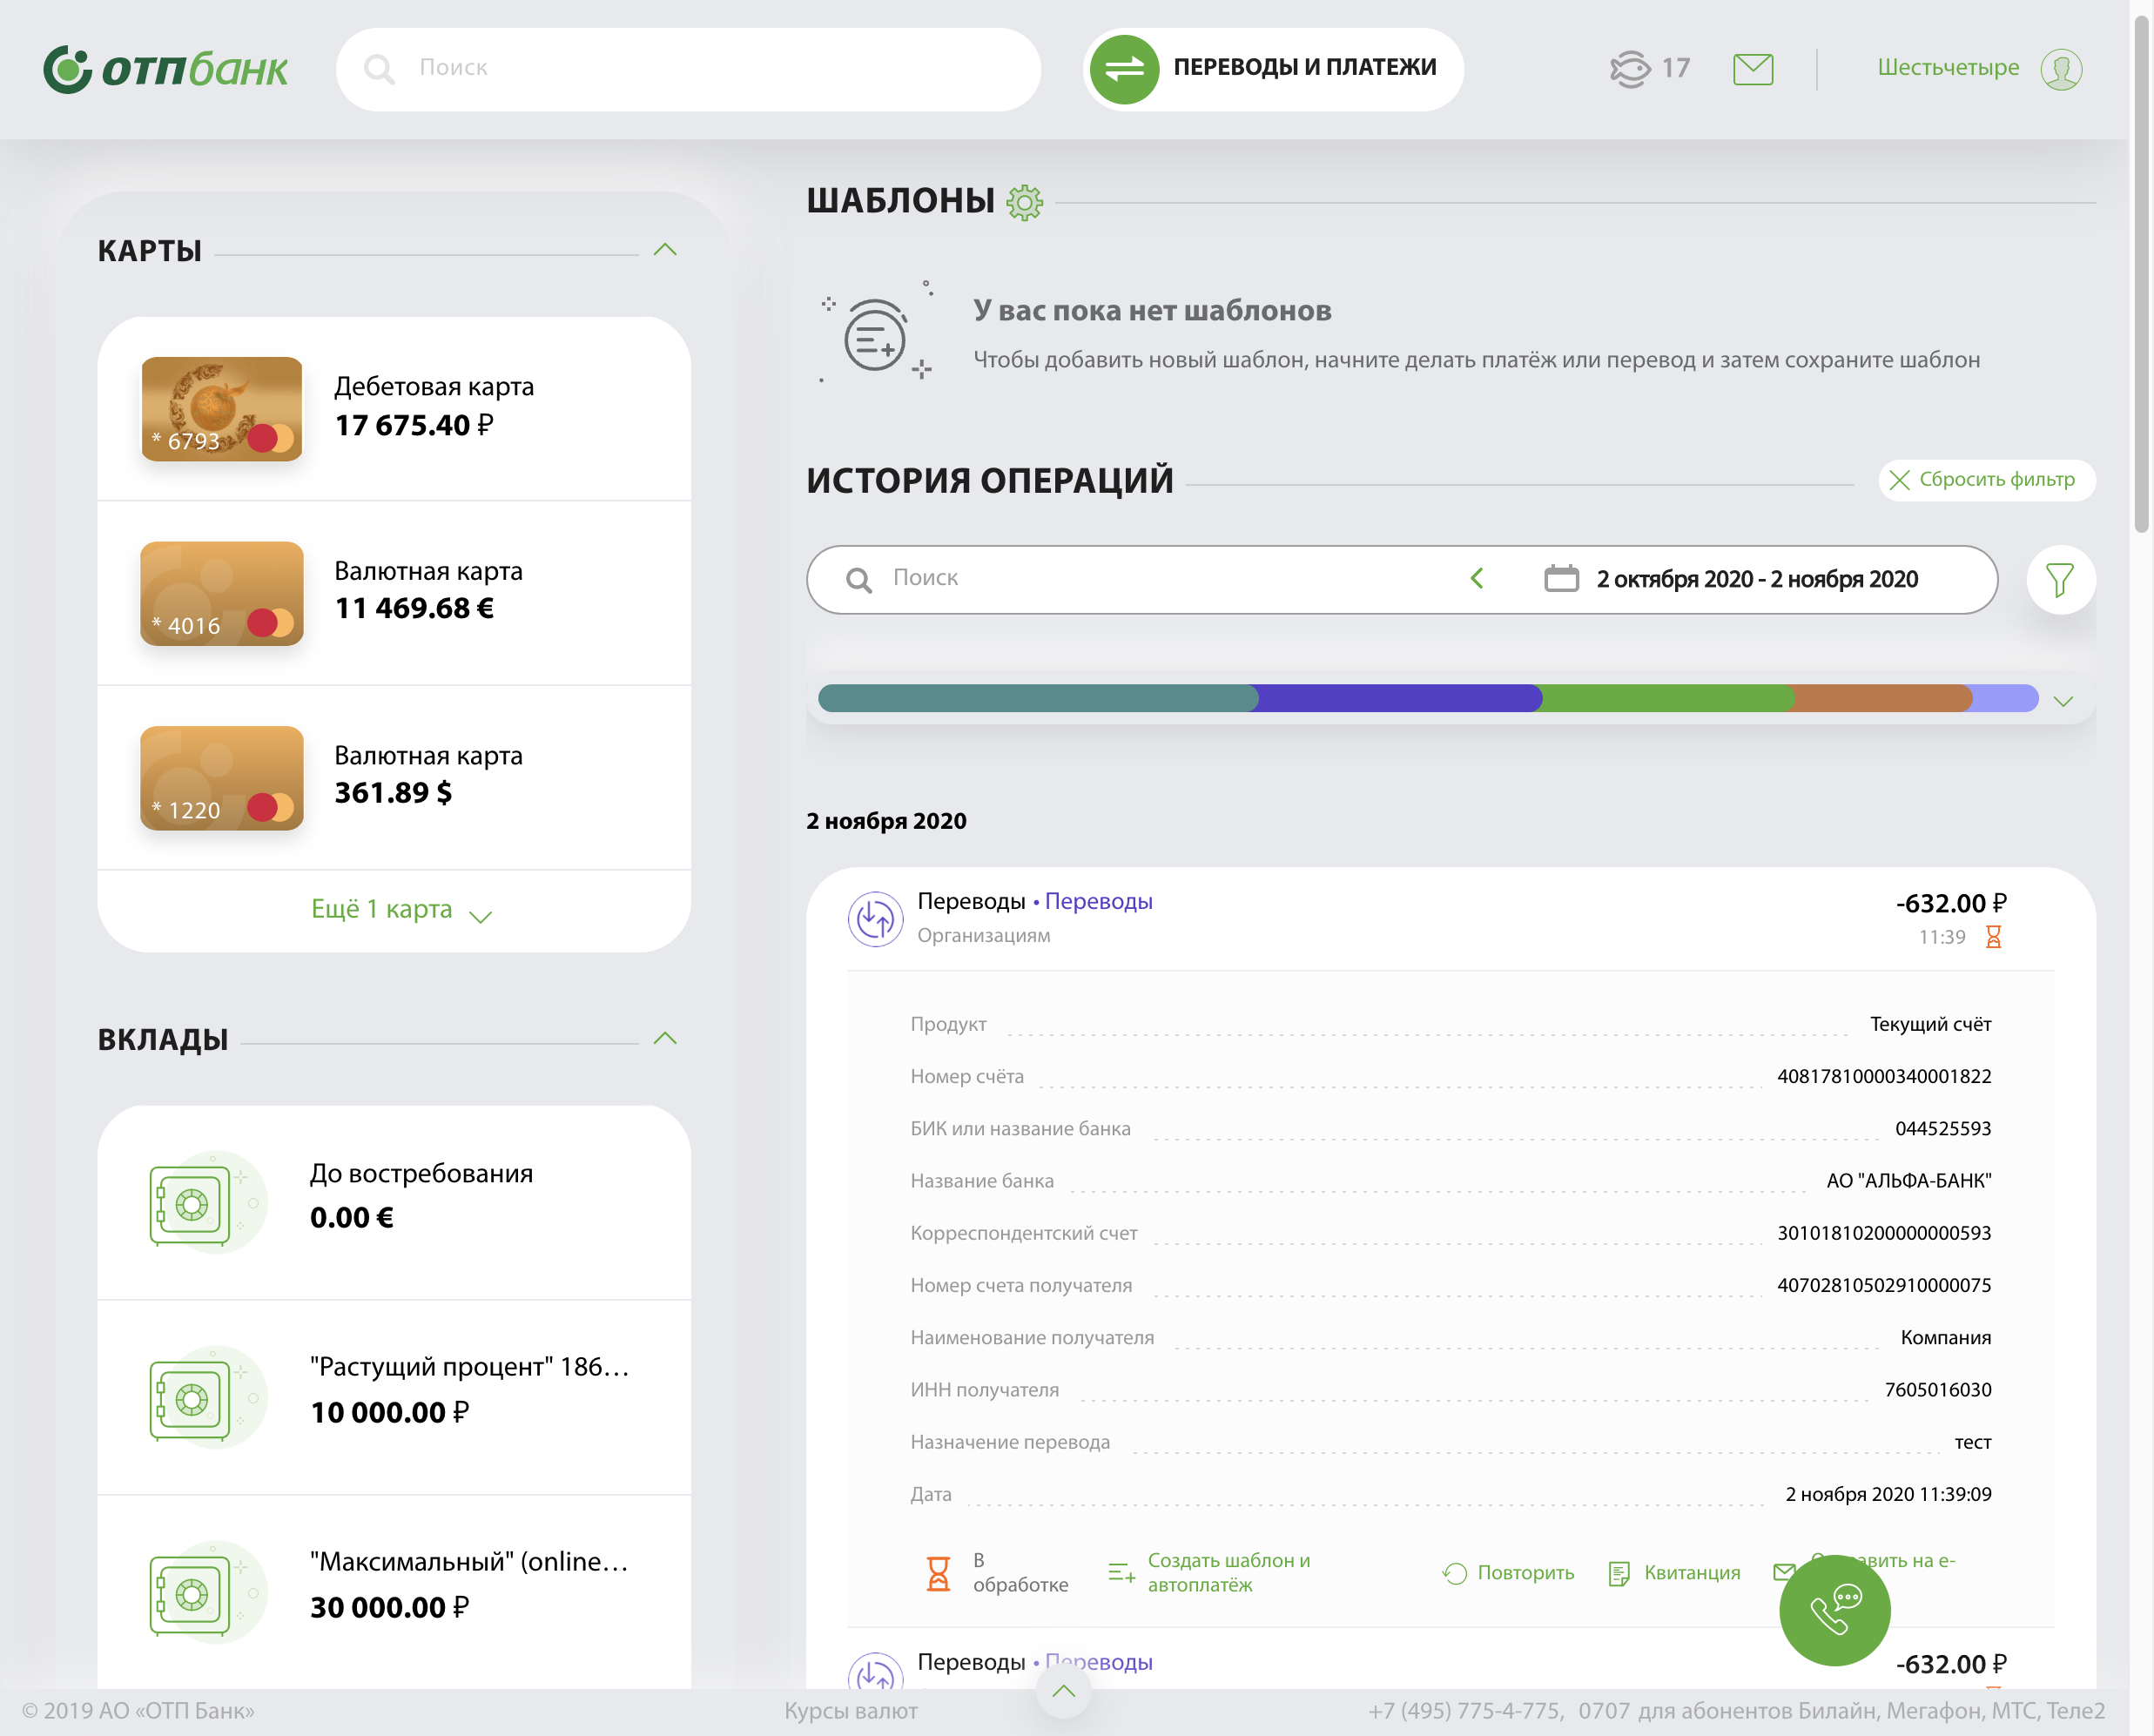 ОТПбанк
Поиск
ПЕРЕВОДЫ И ПЛАТЕЖИ
17
Шестьчетыре
КАРТЫ
* 6793
Дебетовая карта
17 675.40 ₽
* 4016
Валютная карта
11 469.68 €
* 1220
Валютная карта
361.89 $
Ещё 1 карта
ВКЛАДЫ
До востребования
0.00 €
"Растущий процент" 186...
10 000.00 ₽
"Максимальный" (online...
30 000.00 ₽
ШАБЛОНЫ
У вас пока нет шаблонов
Чтобы добавить новый шаблон, начните делать платёж или перевод и затем сохраните шаблон
ИСТОРИЯ ОПЕРАЦИЙ
Сбросить фильтр
Поиск
2 октября 2020 - 2 ноября 2020
2 ноября 2020
Переводы • Переводы
-632.00 ₽
Организациям
11:39
Продукт Текущий счёт
Номер счёта 40817810000340001822
БИК или название банка 044525593
Название банка АО "АЛЬФА-БАНК"
Корреспондентский счет 30101810200000000593
Номер счета получателя 40702810502910000075
Наименование получателя Компания
ИНН получателя 7605016030
Назначение перевода тест
Дата 2 ноября 2020 11:39:09
В
обработке
Создать шаблон и
автоплатёж
Повторить
Квитанция
на е-
Переводы • Переводы
-632.00 ₽
© 2019 АО «ОТП Банк»
Курсы валют
+7 (495) 775-4-775, 0707 для абонентов Билайн, Мегафон, МТС, Теле2